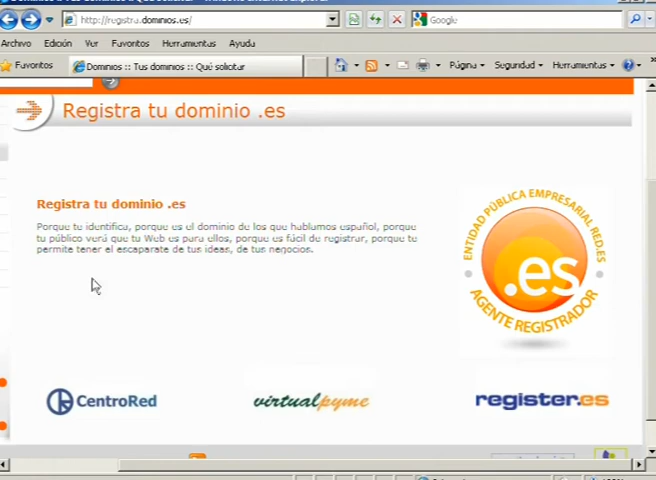 http://registra.dominios.es/
Google
Archivo Edición Ver Favoritos Herramientas Ayuda
Favoritos
Dominios :: Tus dominios :: Qué solicitar
Página Seguridad Herramientas
Registra tu dominio .es
Registra tu dominio .es
Porque te identifica, porque es el dominio de los que hablamos español, porque
tu público verá que tu Web es para ellos, porque es fácil de registrar, porque te
permite tener el escaparate de tus ideas, de tus negocios.
ENTIDAD PÚBLICA EMPRESARIAL RED.ES
.es
AGENTE REGISTRADOR
CentroRed
virtualpyme
register.es